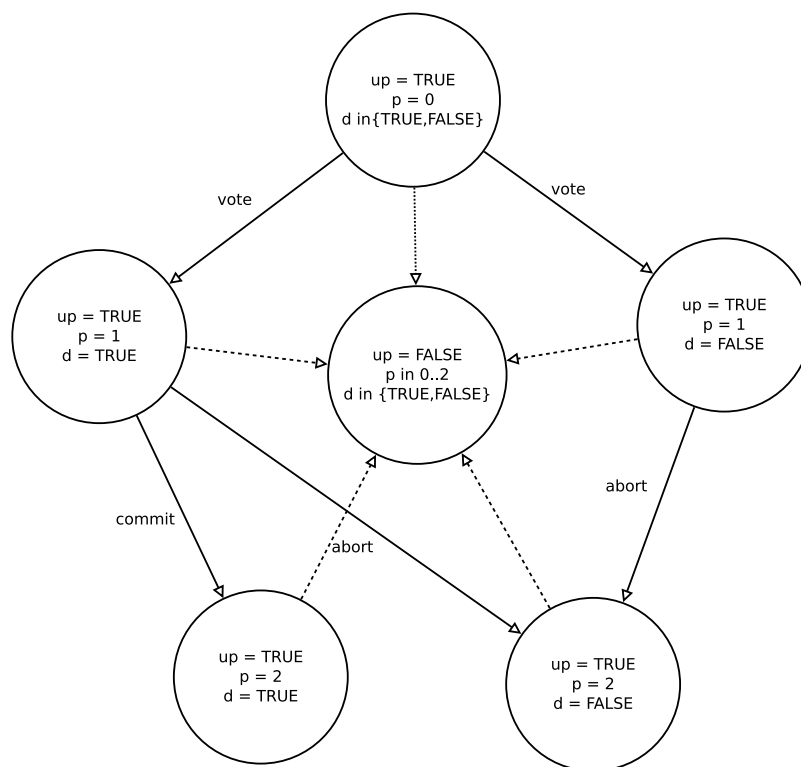 up = TRUE
p = 0
d in{TRUE,FALSE}
vote
vote
up = TRUE
p = 1
d = TRUE
up = FALSE
p in 0..2
d in {TRUE,FALSE}
up = TRUE
p = 1
d = FALSE
commit
abort
abort
up = TRUE
p = 2
d = TRUE
up = TRUE
p = 2
d = FALSE